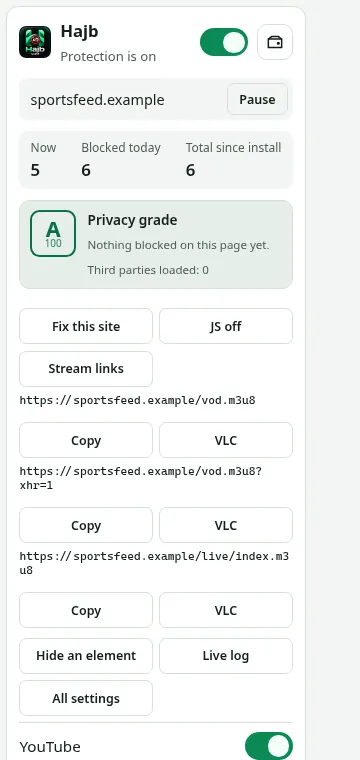 Hajb
Hajb
Protection is on
sportsfeed.example
Pause
Now
Blocked today
Total since install
5
6
6
A
100
Privacy grade
Nothing blocked on this page yet.
Third parties loaded: 0
Fix this site
JS off
Stream links
https://sportsfeed.example/vod.m3u8
Copy
VLC
https://sportsfeed.example/vod.m3u8?
xhr=1
Copy
VLC
https://sportsfeed.example/live/index.m3
u8
Copy
VLC
Hide an element
Live log
All settings
YouTube